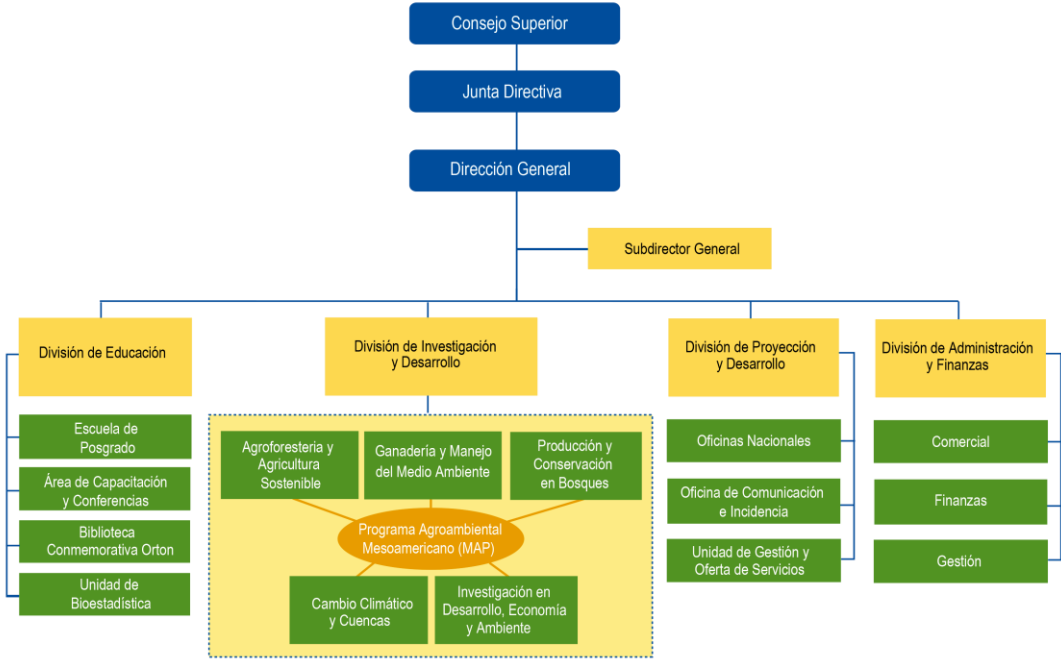 Consejo Superior
Junta Directiva
Dirección General
Subdirector General
División de Educación
División de Investigación
y Desarrollo
División de Proyección
y Desarrollo
División de Administración
y Finanzas
Escuela de
Posgrado
Área de Capacitación
y Conferencias
Biblioteca
Conmemorativa Orton
Unidad de
Bioestadística
Agroforesteria y
Agricultura
Sostenible
Ganadería y Manejo
del Medio Ambiente
Producción y
Conservación
en Bosques
Programa Agroambiental
Mesoamericano (MAP)
Cambio Climático
y Cuencas
Investigación en
Desarrollo, Economía
y Ambiente
Oficinas Nacionales
Oficina de Comunicación
e Incidencia
Unidad de Gestión y
Oferta de Servicios
Comercial
Finanzas
Gestión